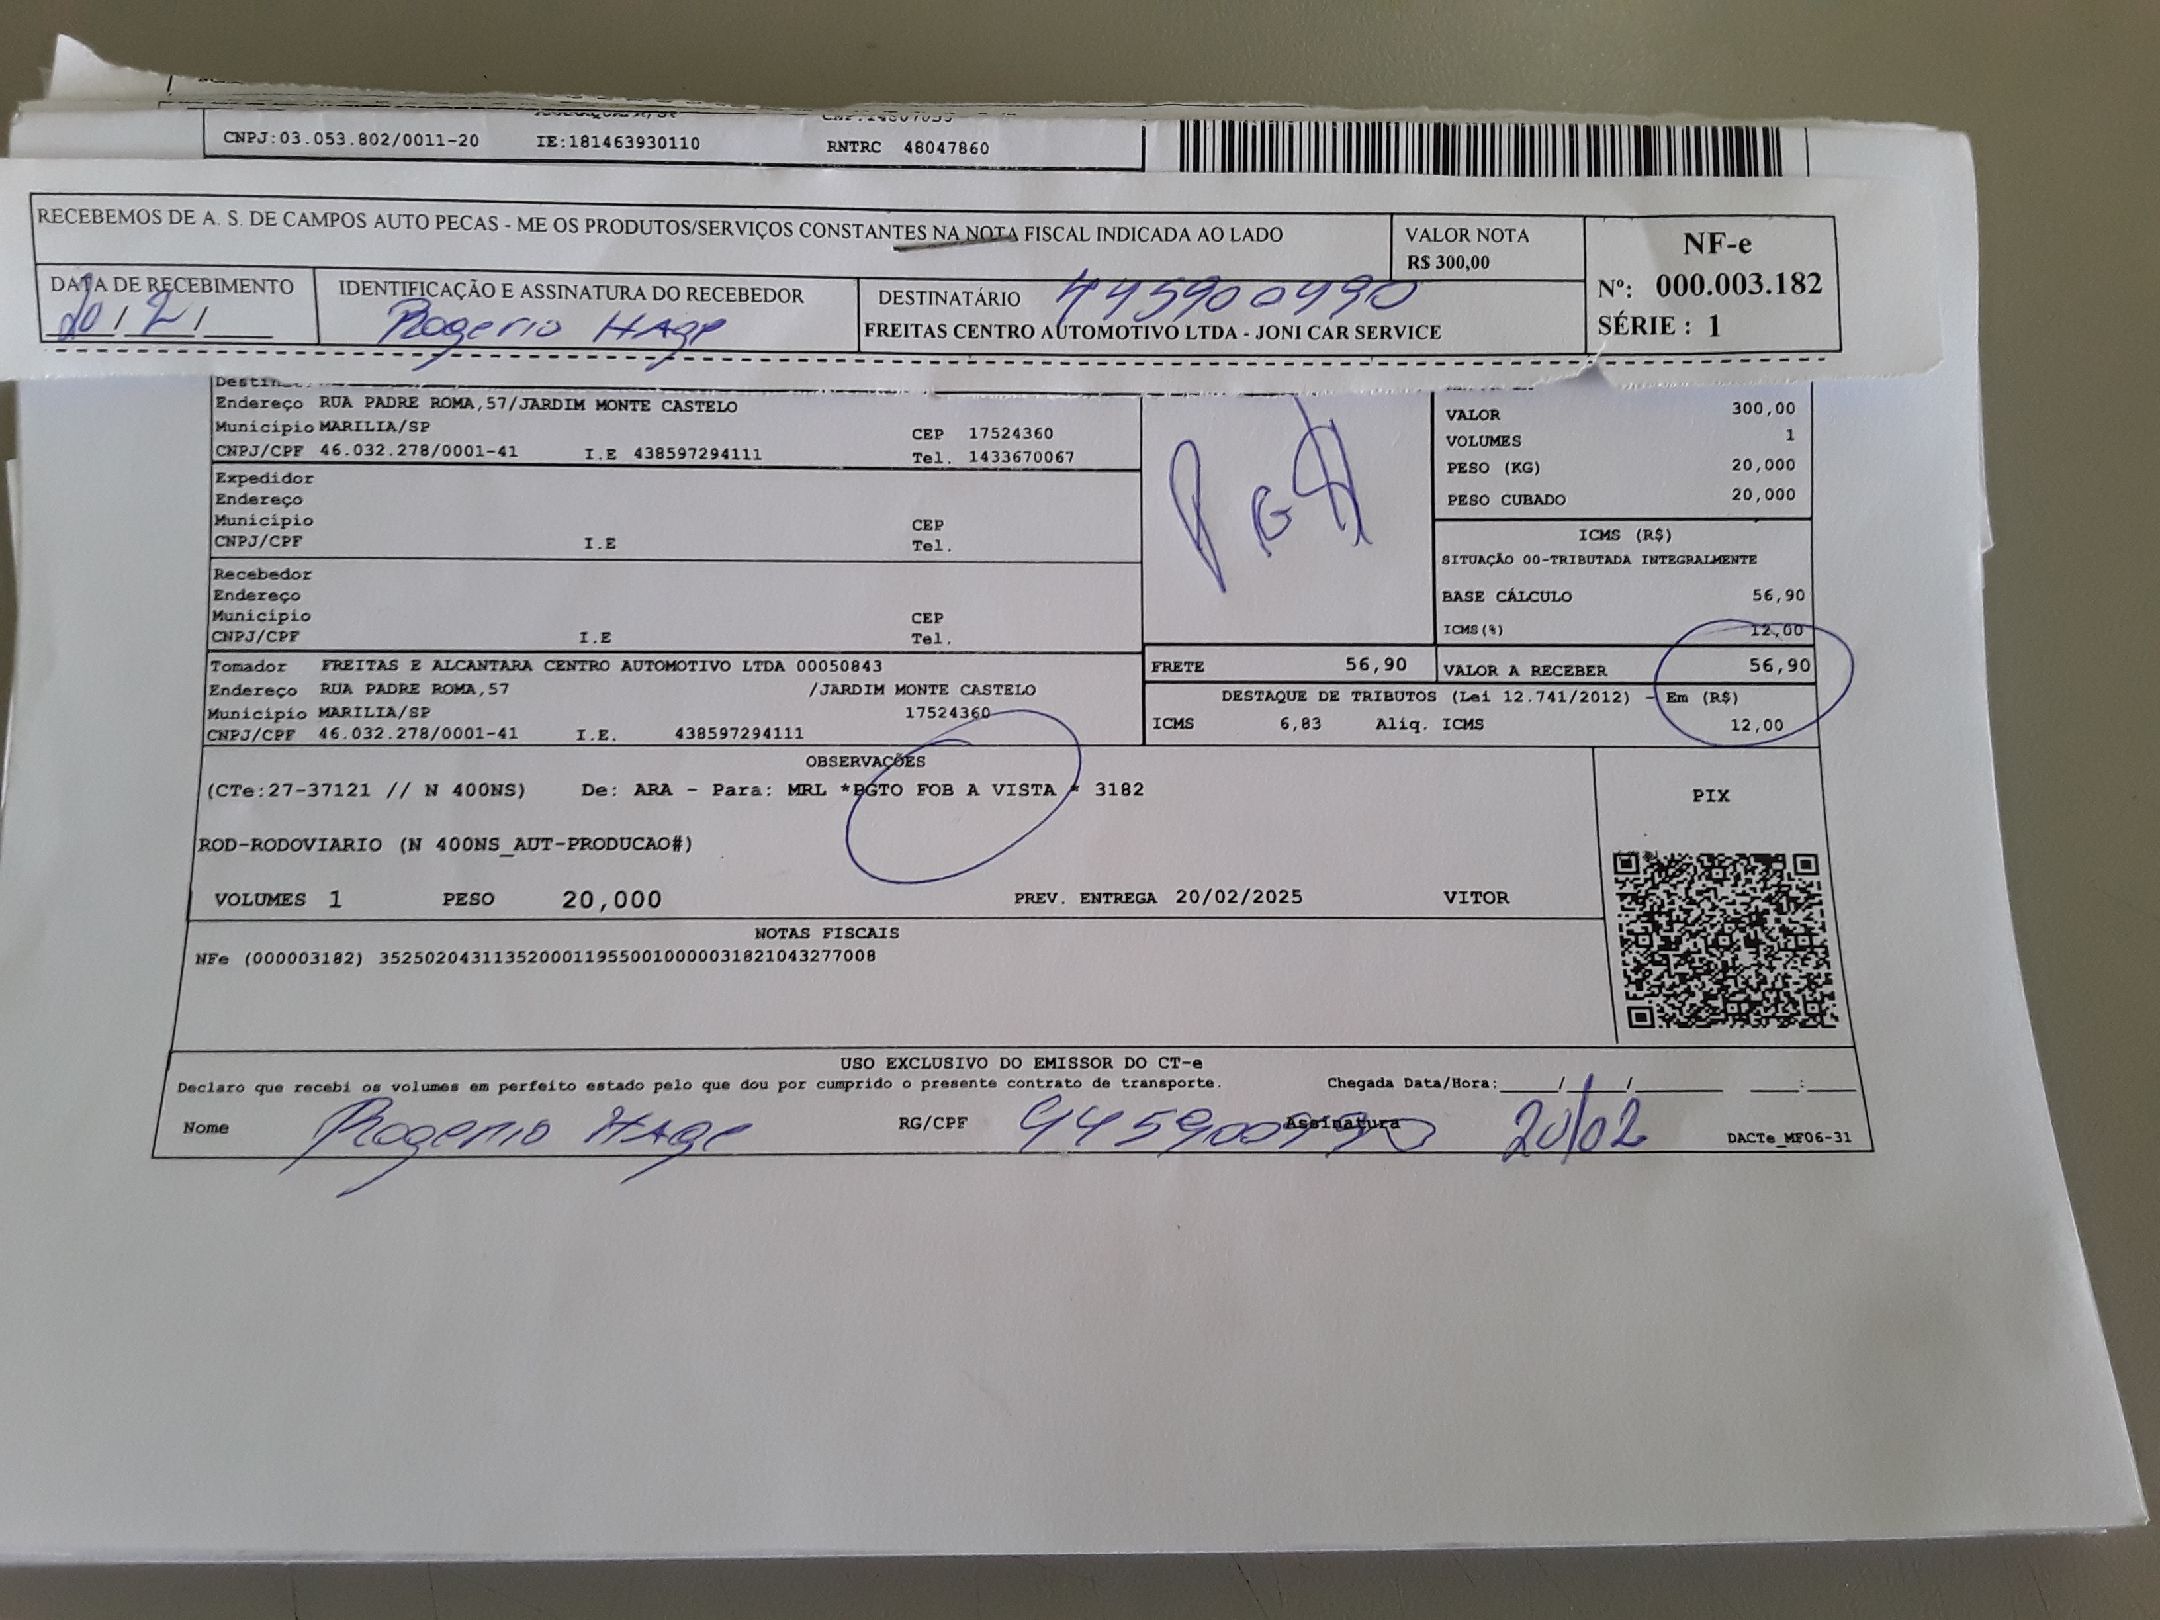 CNPJ:03.053.802/0011-20 IE:181463930110 RNTRC 48047860
RECEBEMOS DE A. S. DE CAMPOS AUTO PECAS - ME OS PRODUTOS/SERVIÇOS CONSTANTES NA NOTA FISCAL INDICADA AO LADO
VALOR NOTA
R$ 300,00
NF-e
Nº: 000.003.182
SÉRIE : 1
DATA DE RECEBIMENTO
20/2/
IDENTIFICAÇÃO E ASSINATURA DO RECEBEDOR
Rogerio HAge
DESTINATÁRIO 445900990
FREITAS CENTRO AUTOMOTIVO LTDA - JONI CAR SERVICE
Endereço RUA PADRE ROMA,57/JARDIM MONTE CASTELO
Município MARILIA/SP CEP 17524360
CNPJ/CPF 46.032.278/0001-41 I.E 438597294111 Tel. 1433670067
Expedidor
Endereço
Município CEP
CNPJ/CPF I.E Tel.
Recebedor
Endereço
Município CEP
CNPJ/CPF I.E Tel.
Tomador FREITAS E ALCANTARA CENTRO AUTOMOTIVO LTDA 00050843
Endereço RUA PADRE ROMA,57 /JARDIM MONTE CASTELO
Município MARILIA/SP 17524360
CNPJ/CPF 46.032.278/0001-41 I.E. 438597294111
VALOR 300,00
VOLUMES 1
PESO (KG) 20,000
PESO CUBADO 20,000
ICMS (R$)
SITUAÇÃO 00-TRIBUTADA INTEGRALMENTE
BASE CÁLCULO 56,90
ICMS(%) 12,00
FRETE 56,90 VALOR A RECEBER 56,90
DESTAQUE DE TRIBUTOS (Lei 12.741/2012) - Em (R$)
ICMS 6,83 Aliq. ICMS 12,00
OBSERVAÇÕES
(CTe:27-37121 // N 400NS) De: ARA - Para: MRL *PGTO FOB A VISTA * 3182
ROD-RODOVIARIO (N 400NS_AUT-PRODUCAO#)
VOLUMES 1 PESO 20,000 PREV. ENTREGA 20/02/2025 VITOR
PIX
NOTAS FISCAIS
NFe (000003182) 35250204311352000119550010000031821043277008
USO EXCLUSIVO DO EMISSOR DO CT-e
Declaro que recebi os volumes em perfeito estado pelo que dou por cumprido o presente contrato de transporte. Chegada Data/Hora:____/____/________ ____:____
Nome Rogerio HAge RG/CPF 445900990 Assinatura 20/02 DACTe_MF06-31